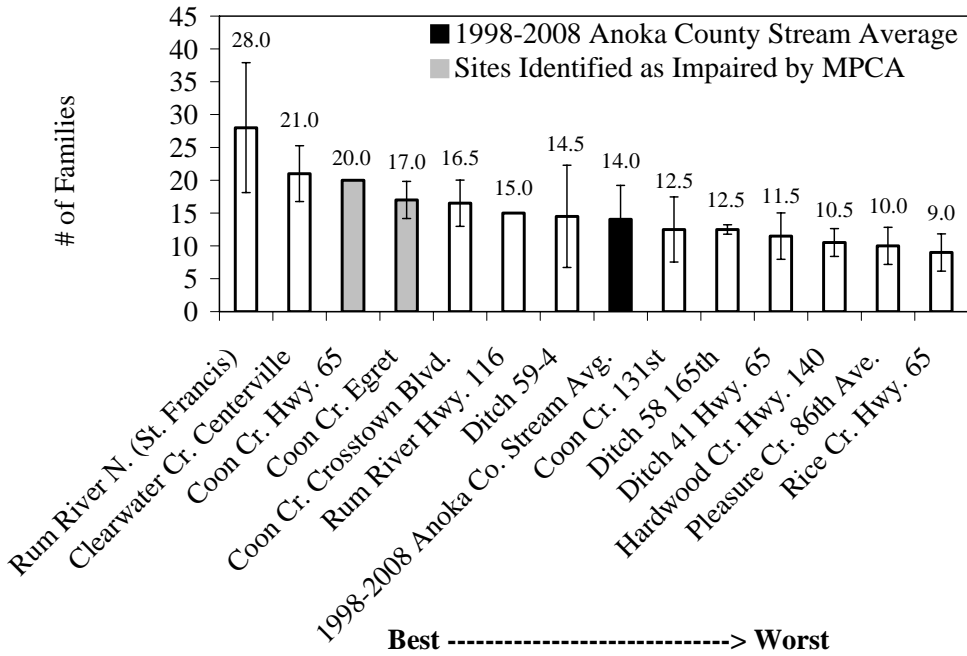 45
40
35
30
25
20
15
10
5
0
# of Families
1998-2008 Anoka County Stream Average
Sites Identified as Impaired by MPCA
28.0
21.0
20.0
17.0
16.5
15.0
14.5
14.0
12.5
12.5
11.5
10.5
10.0
9.0
Rum River N. (St. Francis)
Clearwater Cr. Centerville
Coon Cr. Hwy. 65
Coon Cr. Egret
Coon Cr. Crosstown Blvd.
Rum River Hwy. 116
Ditch 59-4
1998-2008 Anoka Co. Stream Avg.
Coon Cr. 131st
Ditch 58 165th
Ditch 41 Hwy. 65
Hardwood Cr. Hwy. 140
Pleasure Cr. 86th Ave.
Rice Cr. Hwy. 65
Best ----------------------------> Worst